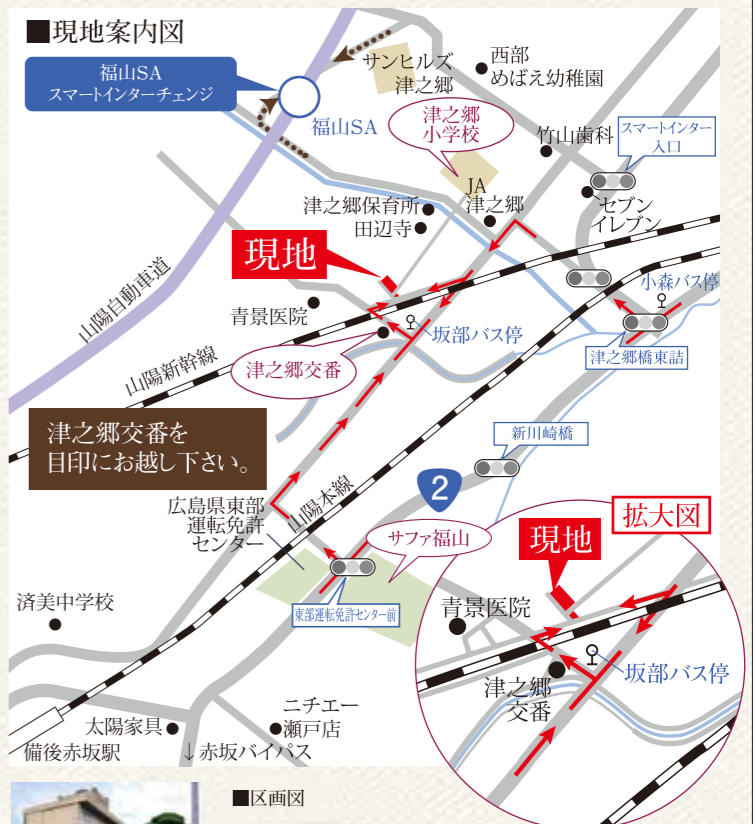 ■現地案内図
福山SA
スマートインターチェンジ
福山SA
サンヒルズ
津之郷
西部
めばえ幼稚園
津之郷
小学校
竹山歯科
スマートインター
入口
JA
津之郷
セブン
イレブン
津之郷保育所
田辺寺
現地
小森バス停
山陽自動車道
青景医院
坂部バス停
山陽新幹線
津之郷交番
津之郷橋東詰
津之郷交番を
目印にお越し下さい。
新川崎橋
2
広島県東部
運転免許
センター
山陽本線
サファ福山
拡大図
現地
東部運転免許センター前
済美中学校
青景医院
坂部バス停
津之郷
交番
ニチエー
瀬戸店
太陽家具
備後赤坂駅
↓赤坂バイパス
■区画図